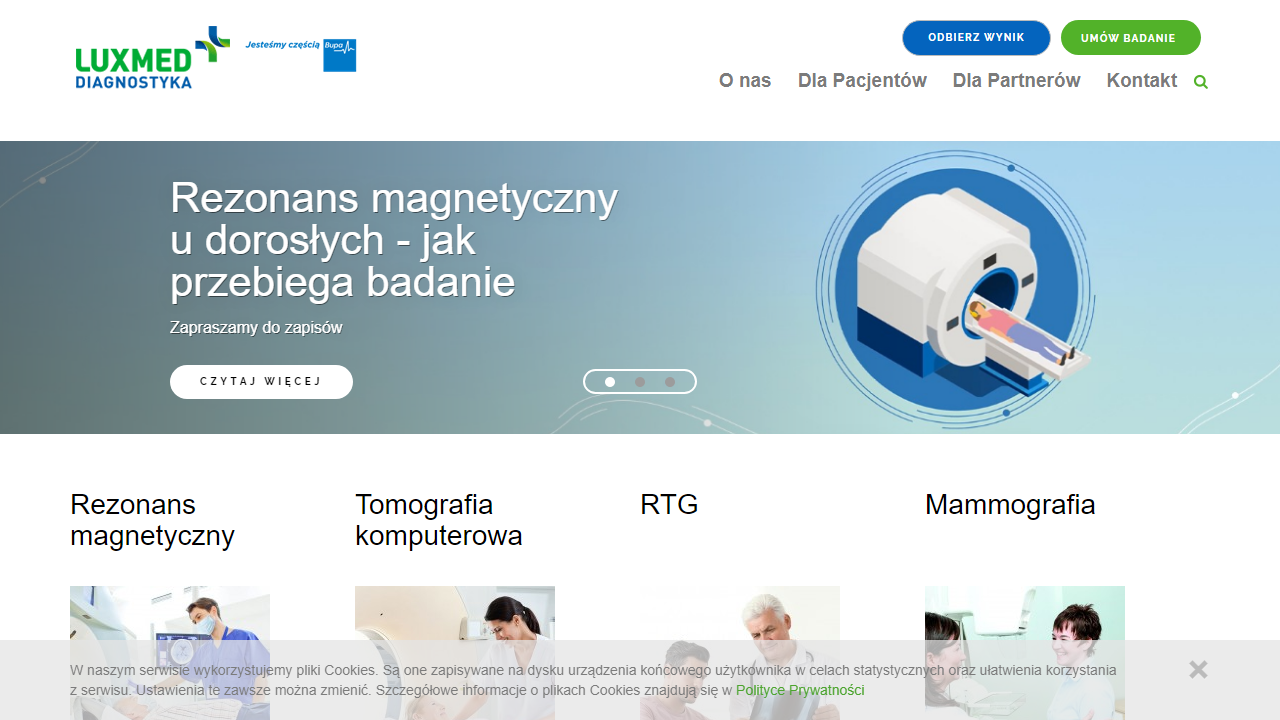 LUXMED
DIAGNOSTYKA
Jesteśmy częścią
Bupa
ODBIERZ WYNIK
UMÓW BADANIE
O nas
Dla Pacjentów
Dla Partnerów
Kontakt
Rezonans magnetyczny
u dorosłych - jak
przebiega badanie
Zapraszamy do zapisów
CZYTAJ WIĘCEJ
Rezonans
magnetyczny
Tomografia
komputerowa
RTG
Mammografia
W naszym serwisie wykorzystujemy pliki Cookies. Są one zapisywane na dysku urządzenia końcowego użytkownika w celach statystycznych oraz ułatwienia korzystania
z serwisu. Ustawienia te zawsze można zmienić. Szczegółowe informacje o plikach Cookies znajdują się w Polityce Prywatności